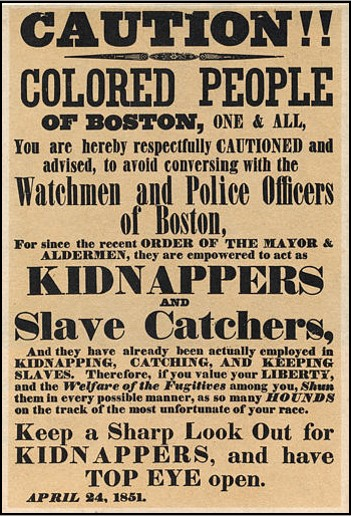 CAUTION!!
COLORED PEOPLE
OF BOSTON, ONE & ALL,
You are hereby respectfully CAUTIONED and
advised, to avoid conversing with the
Watchmen and Police Officers
of Boston,
For since the recent ORDER OF THE MAYOR &
ALDERMEN, they are empowered to act as
KIDNAPPERS
AND
Slave Catchers,
And they have already been actually employed in
KIDNAPPING, CATCHING, AND KEEPING
SLAVES. Therefore, if you value your LIBERTY,
and the Welfare of the Fugitives among you, Shun
them in every possible manner, as so many HOUNDS
on the track of the most unfortunate of your race.
Keep a Sharp Look Out for
KIDNAPPERS, and have
TOP EYE open.
APRIL 24, 1851.